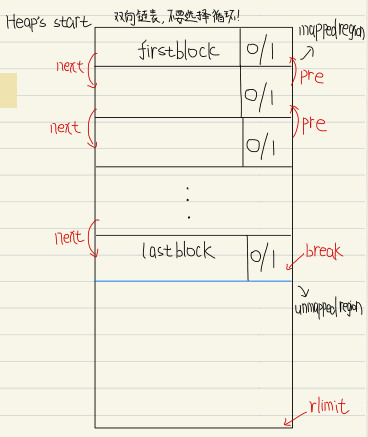 Heap's start
双向链表,不要选择循环!
mapped region
firstblock 0/1
next
pre
0/1
next
pre
0/1
next
lastblock 0/1
break
unmapped region
rlimit